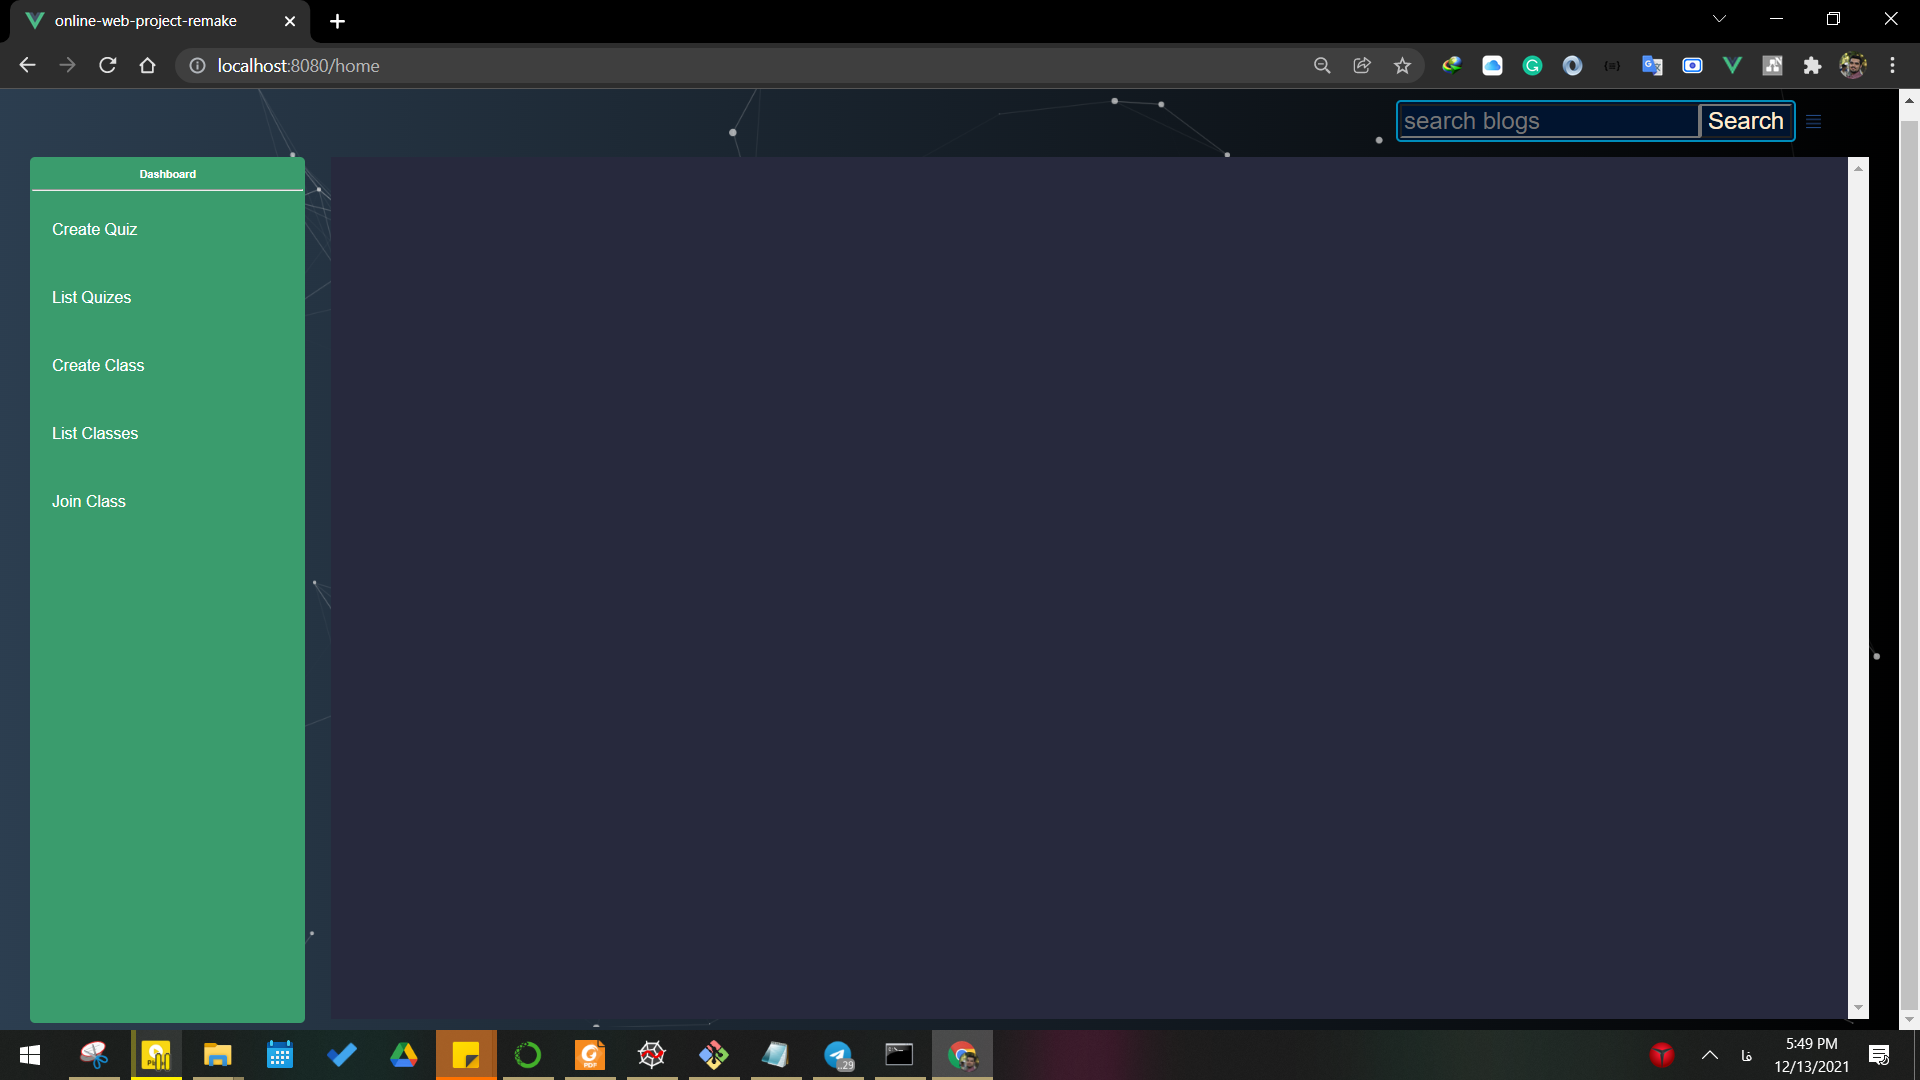 online-web-project-remake
localhost:8080/home
search blogs Search
Dashboard
Create Quiz
List Quizes
Create Class
List Classes
Join Class
PDF
..29
فا
5:49 PM
12/13/2021